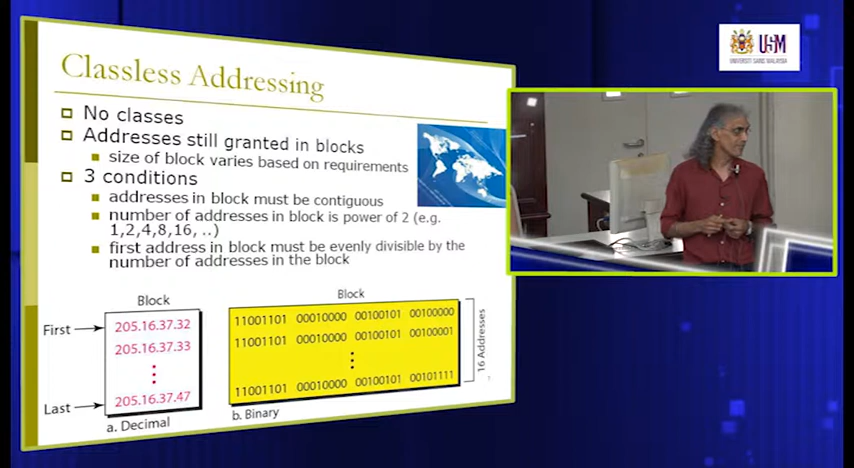 Classless Addressing
No classes
Addresses still granted in blocks
size of block varies based on requirements
3 conditions
addresses in block must be contiguous
number of addresses in block is power of 2 (e.g.
1,2,4,8,16, ..)
first address in block must be evenly divisible by the
number of addresses in the block
Block
First
205.16.37.32
205.16.37.33
Last
205.16.37.47
a. Decimal
Block
11001101 00010000 00100101 00100000
11001101 00010000 00100101 00100001
11001101 00010000 00100101 00101111
16 Addresses
b. Binary
USM
UNIVERSITI SAINS MALAYSIA